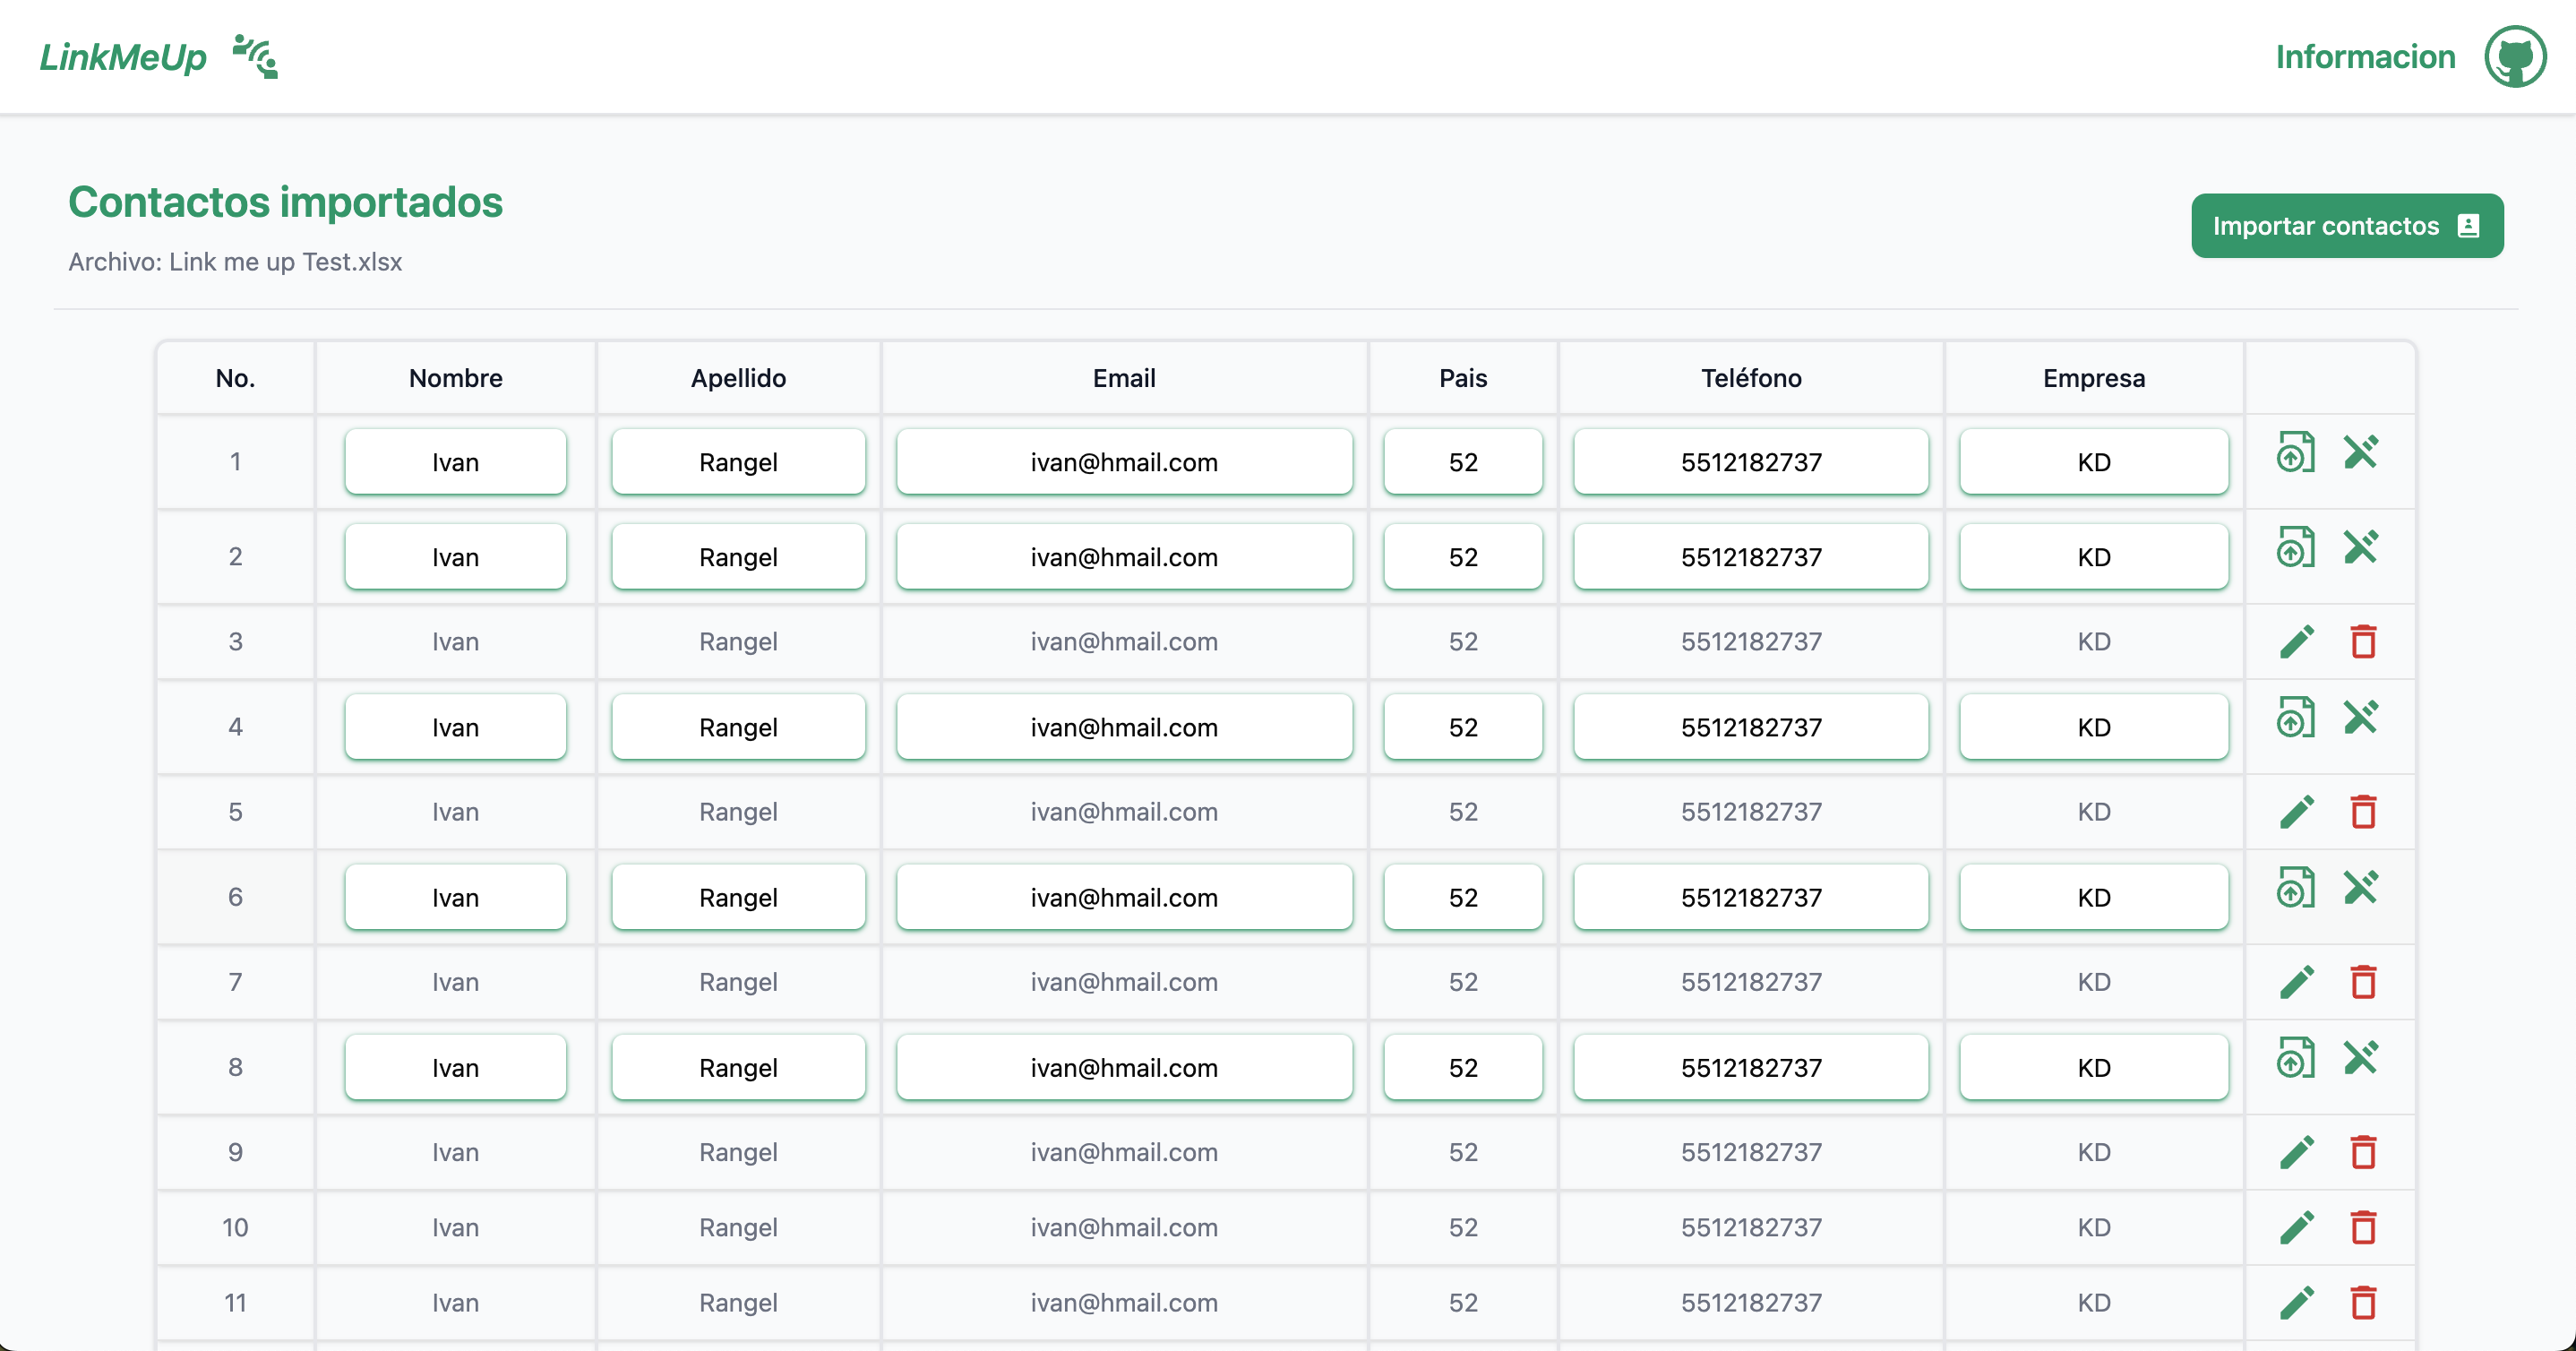 LinkMeUp
Informacion
Contactos importados
Importar contactos
Archivo: Link me up Test.xlsx
No. Nombre Apellido Email Pais Teléfono Empresa
1 Ivan Rangel ivan@hmail.com 52 5512182737 KD
2 Ivan Rangel ivan@hmail.com 52 5512182737 KD
3 Ivan Rangel ivan@hmail.com 52 5512182737 KD
4 Ivan Rangel ivan@hmail.com 52 5512182737 KD
5 Ivan Rangel ivan@hmail.com 52 5512182737 KD
6 Ivan Rangel ivan@hmail.com 52 5512182737 KD
7 Ivan Rangel ivan@hmail.com 52 5512182737 KD
8 Ivan Rangel ivan@hmail.com 52 5512182737 KD
9 Ivan Rangel ivan@hmail.com 52 5512182737 KD
10 Ivan Rangel ivan@hmail.com 52 5512182737 KD
11 Ivan Rangel ivan@hmail.com 52 5512182737 KD